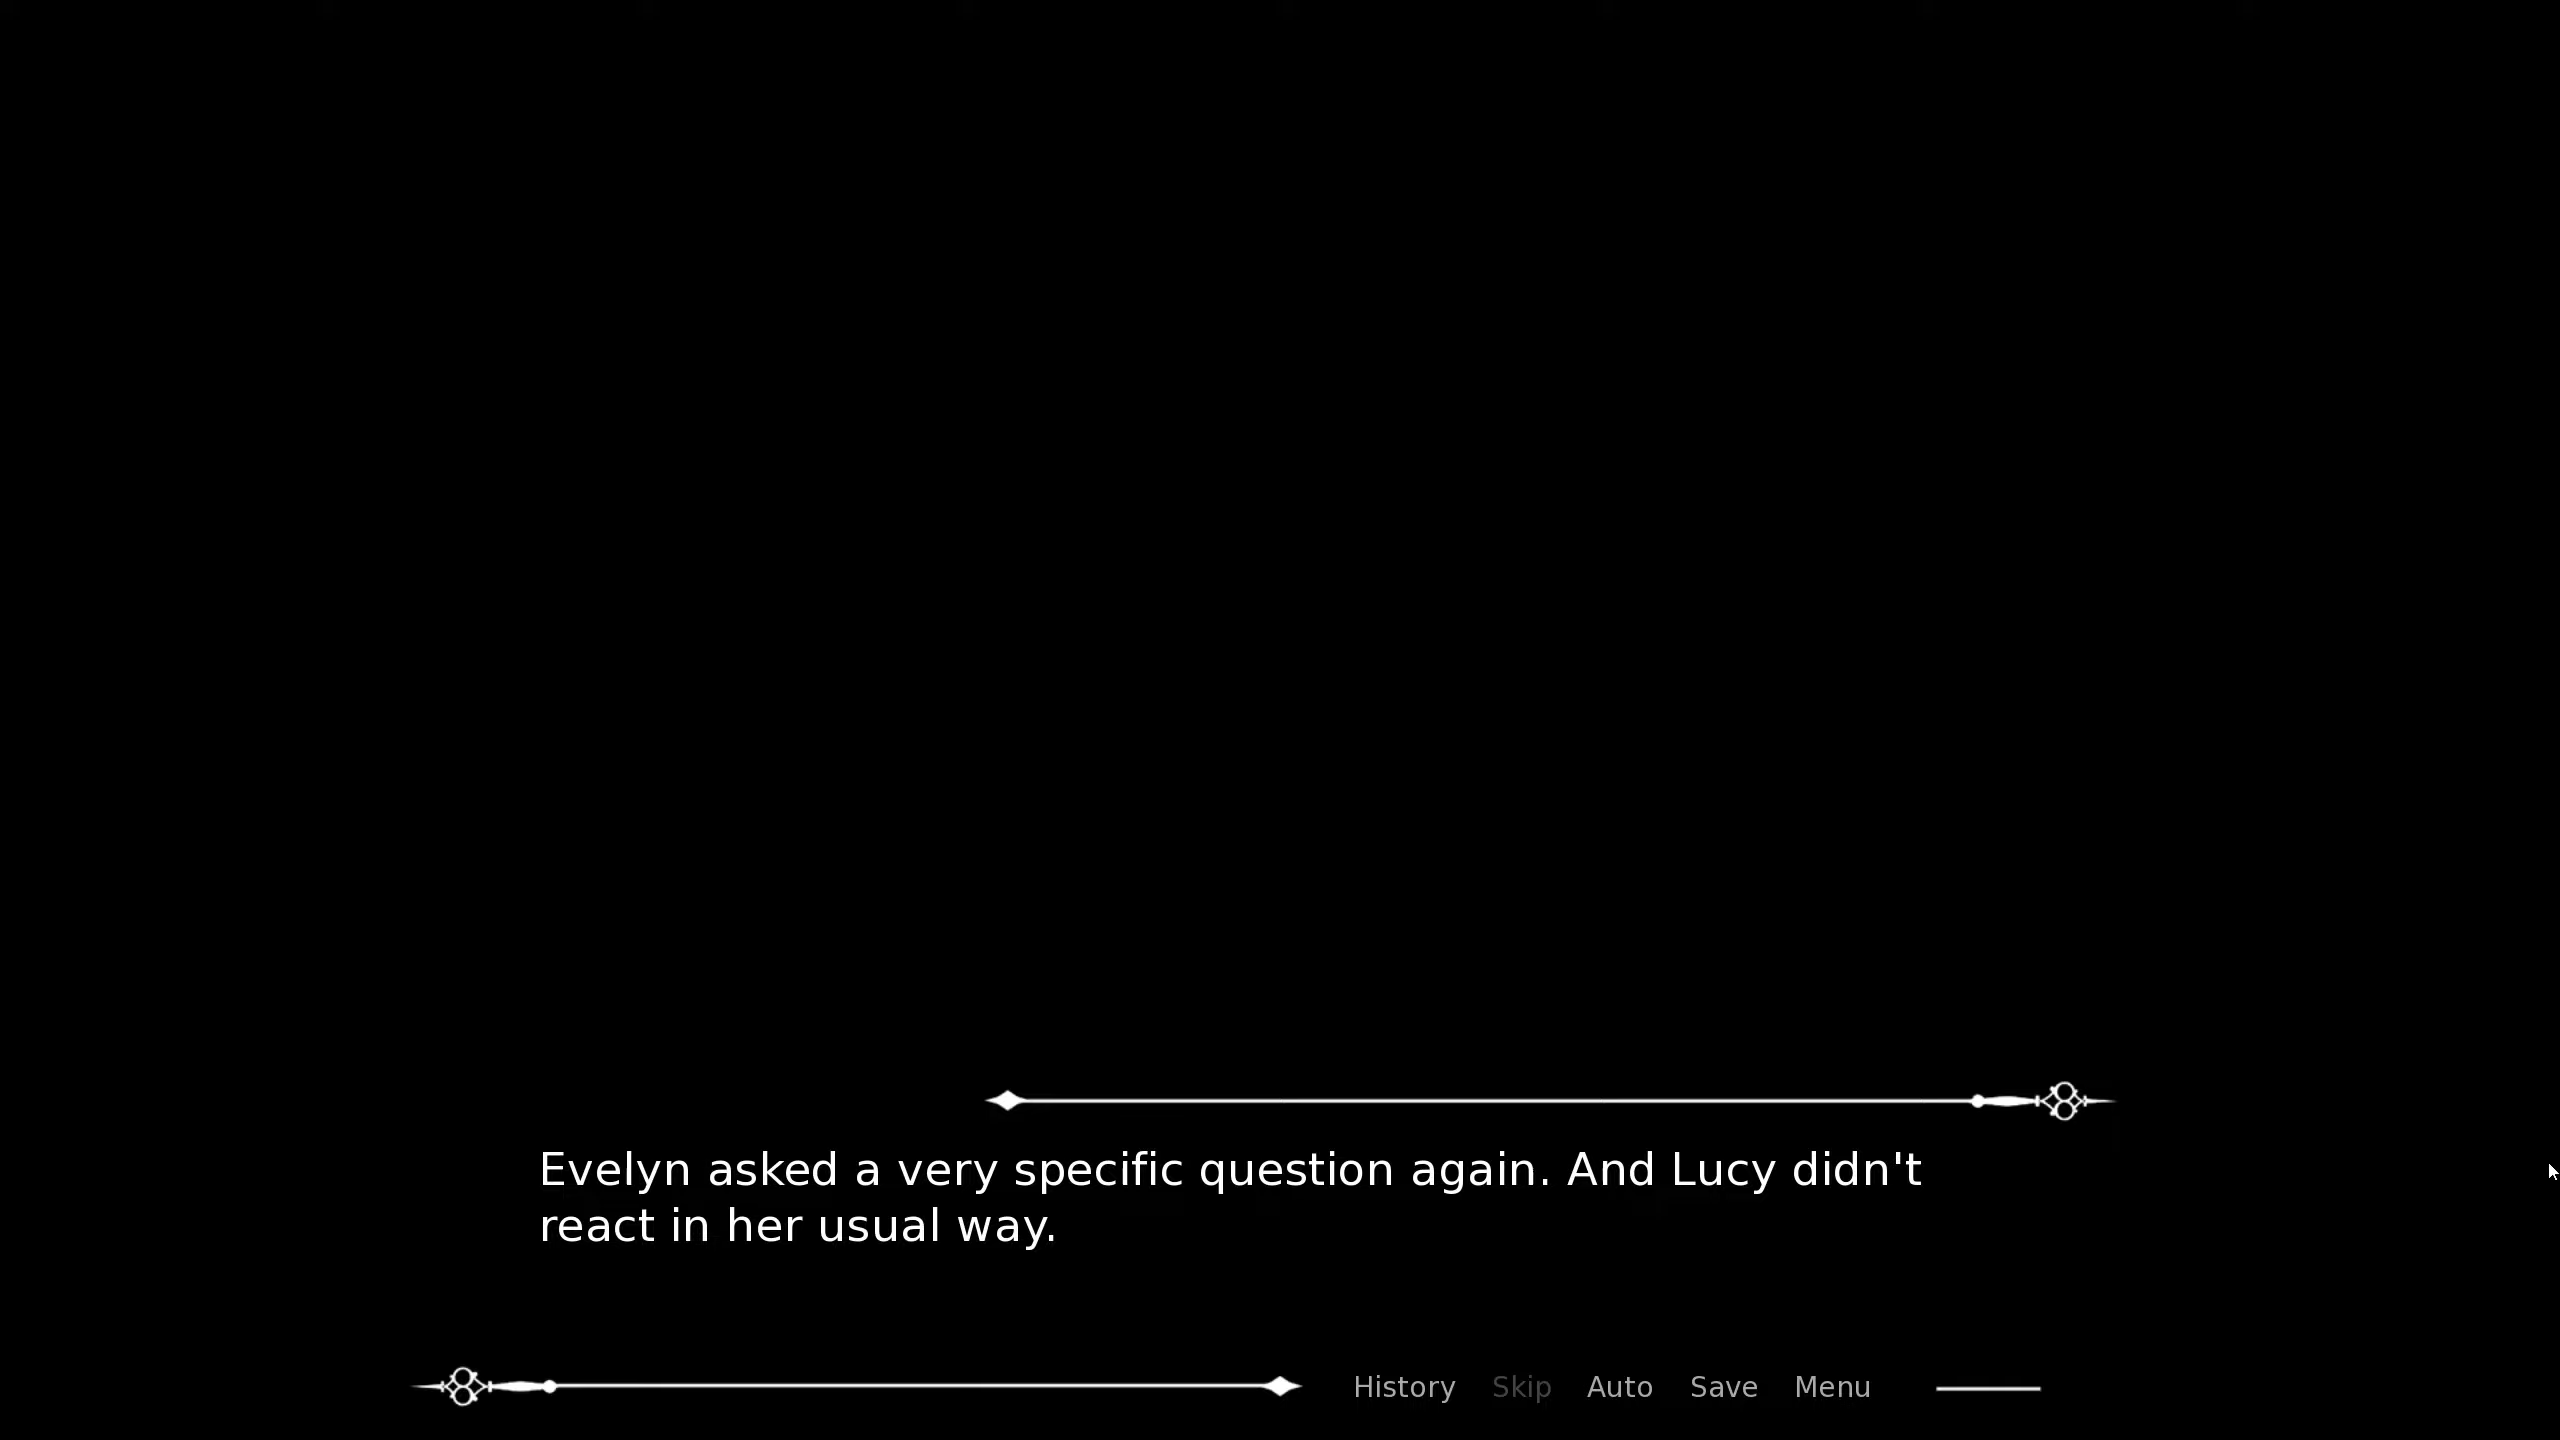 Evelyn asked a very specific question again. And Lucy didn't
react in her usual way.
History Skip Auto Save Menu